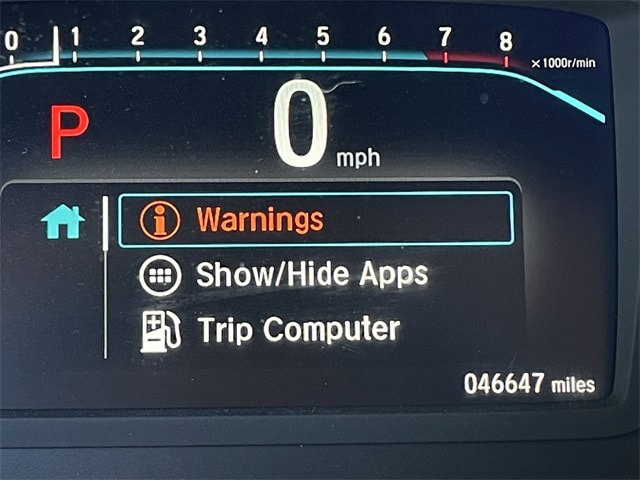 0 1 2 3 4 5 6 7 8
×1000r/min
P 0 mph
Warnings
Show/Hide Apps
Trip Computer
046647 miles